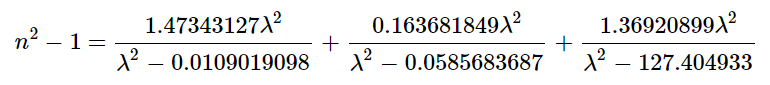 n² − 1 = 1.47343127λ² / λ² − 0.0109019098 + 0.163681849λ² / λ² − 0.0585683687 + 1.36920899λ² / λ² − 127.404933